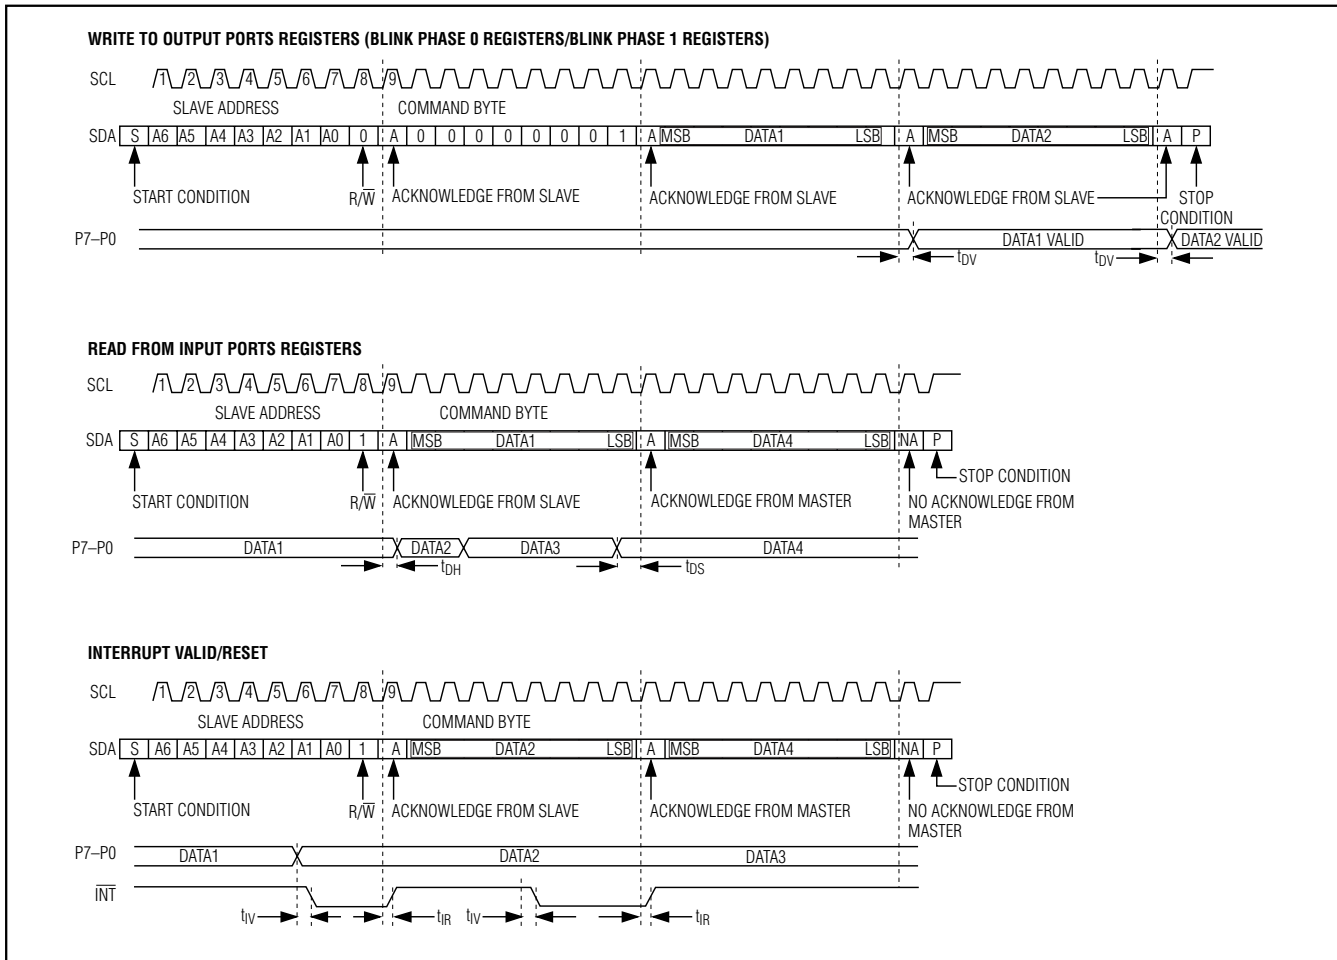 WRITE TO OUTPUT PORTS REGISTERS (BLINK PHASE 0 REGISTERS/BLINK PHASE 1 REGISTERS)
SCL 1 2 3 4 5 6 7 8 9
SLAVE ADDRESS COMMAND BYTE
SDA S A6 A5 A4 A3 A2 A1 A0 0 A 0 0 0 0 0 0 0 1 A MSB DATA1 LSB A MSB DATA2 LSB A P
START CONDITION R/W̅ ACKNOWLEDGE FROM SLAVE ACKNOWLEDGE FROM SLAVE ACKNOWLEDGE FROM SLAVE STOP
CONDITION
P7–P0 DATA1 VALID DATA2 VALID
tDV tDV
READ FROM INPUT PORTS REGISTERS
SCL 1 2 3 4 5 6 7 8 9
SLAVE ADDRESS COMMAND BYTE
SDA S A6 A5 A4 A3 A2 A1 A0 1 A MSB DATA1 LSB A MSB DATA4 LSB NA P
STOP CONDITION
START CONDITION R/W̅ ACKNOWLEDGE FROM SLAVE ACKNOWLEDGE FROM MASTER NO ACKNOWLEDGE FROM
MASTER
P7–P0 DATA1 DATA2 DATA3 DATA4
tDH tDS
INTERRUPT VALID/RESET
SCL 1 2 3 4 5 6 7 8 9
SLAVE ADDRESS COMMAND BYTE
SDA S A6 A5 A4 A3 A2 A1 A0 1 A MSB DATA2 LSB A MSB DATA4 LSB NA P
STOP CONDITION
START CONDITION R/W̅ ACKNOWLEDGE FROM SLAVE ACKNOWLEDGE FROM MASTER NO ACKNOWLEDGE FROM
MASTER
P7–P0 DATA1 DATA2 DATA3
I̅N̅T̅
tIV tIR tIV tIR